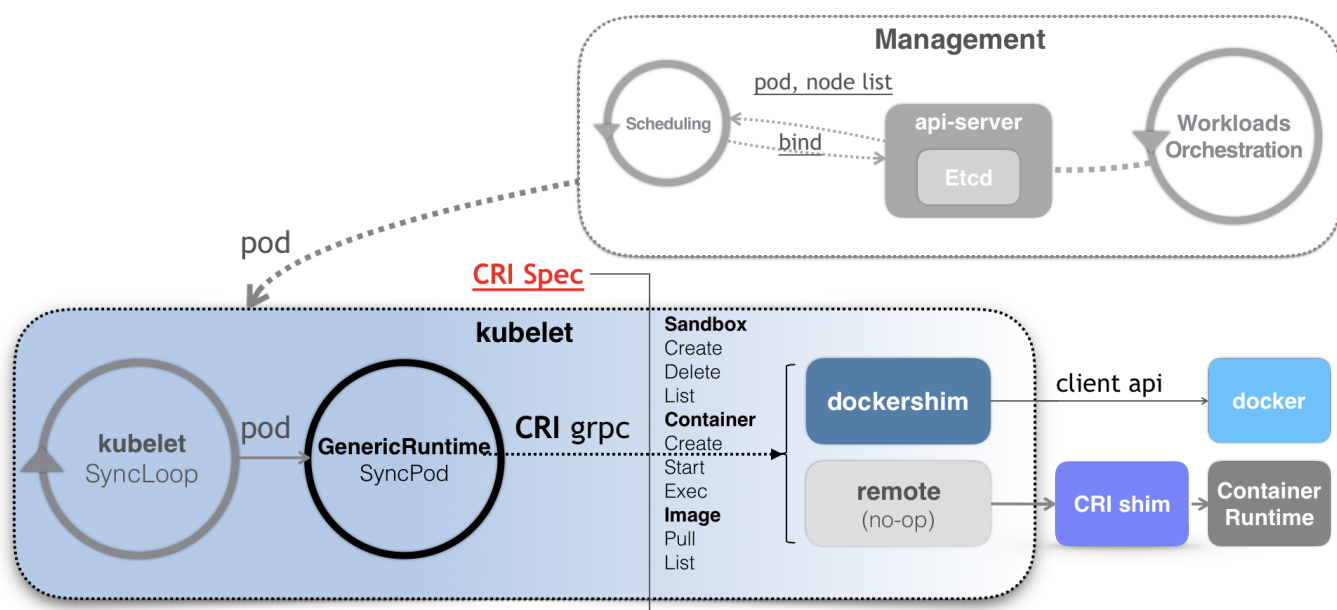 Management
Scheduling
pod, node list
bind
api-server
Etcd
Workloads
Orchestration
pod
CRI Spec
kubelet
kubelet
SyncLoop
pod
GenericRuntime
SyncPod
CRI grpc
Sandbox
Create
Delete
List
Container
Create
Start
Exec
Image
Pull
List
dockershim
client api
docker
remote
(no-op)
CRI shim
Container
Runtime